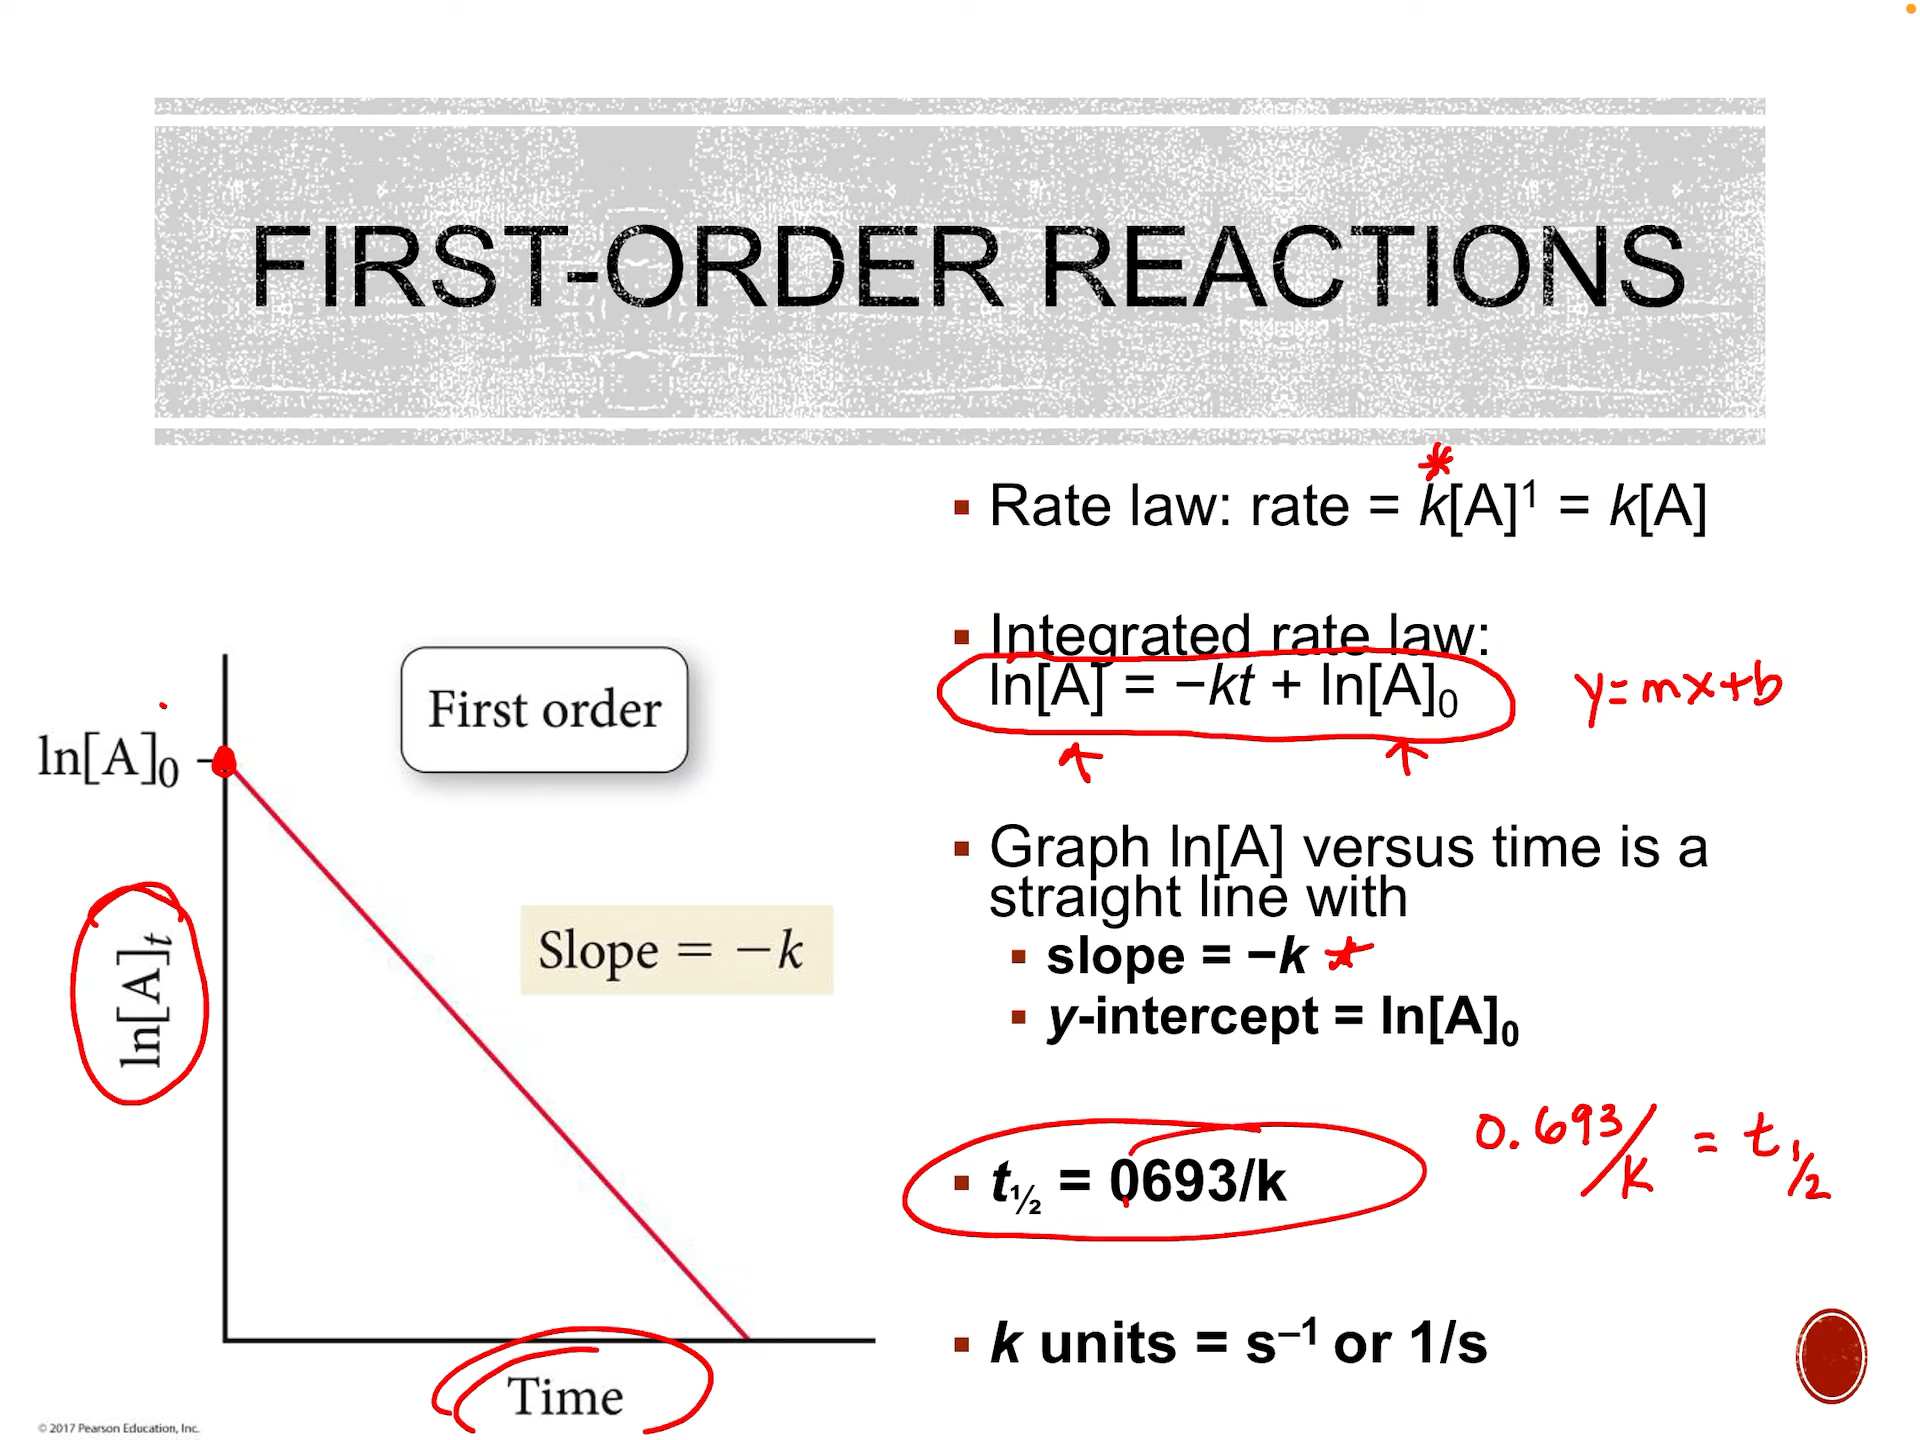 FIRST-ORDER REACTIONS
*
▪ Rate law: rate = k[A]¹ = k[A]
▪ Integrated rate law:
ln[A] = −kt + ln[A]₀
y=mx+b
▪ Graph ln[A] versus time is a
straight line with
▪ slope = −k *
▪ y-intercept = ln[A]₀
▪ t½ = 0693/k
0.693/k = t 1/2
▪ k units = s⁻¹ or 1/s
First order
ln[A]₀
Slope = −k
ln[A]t
Time
© 2017 Pearson Education, Inc.